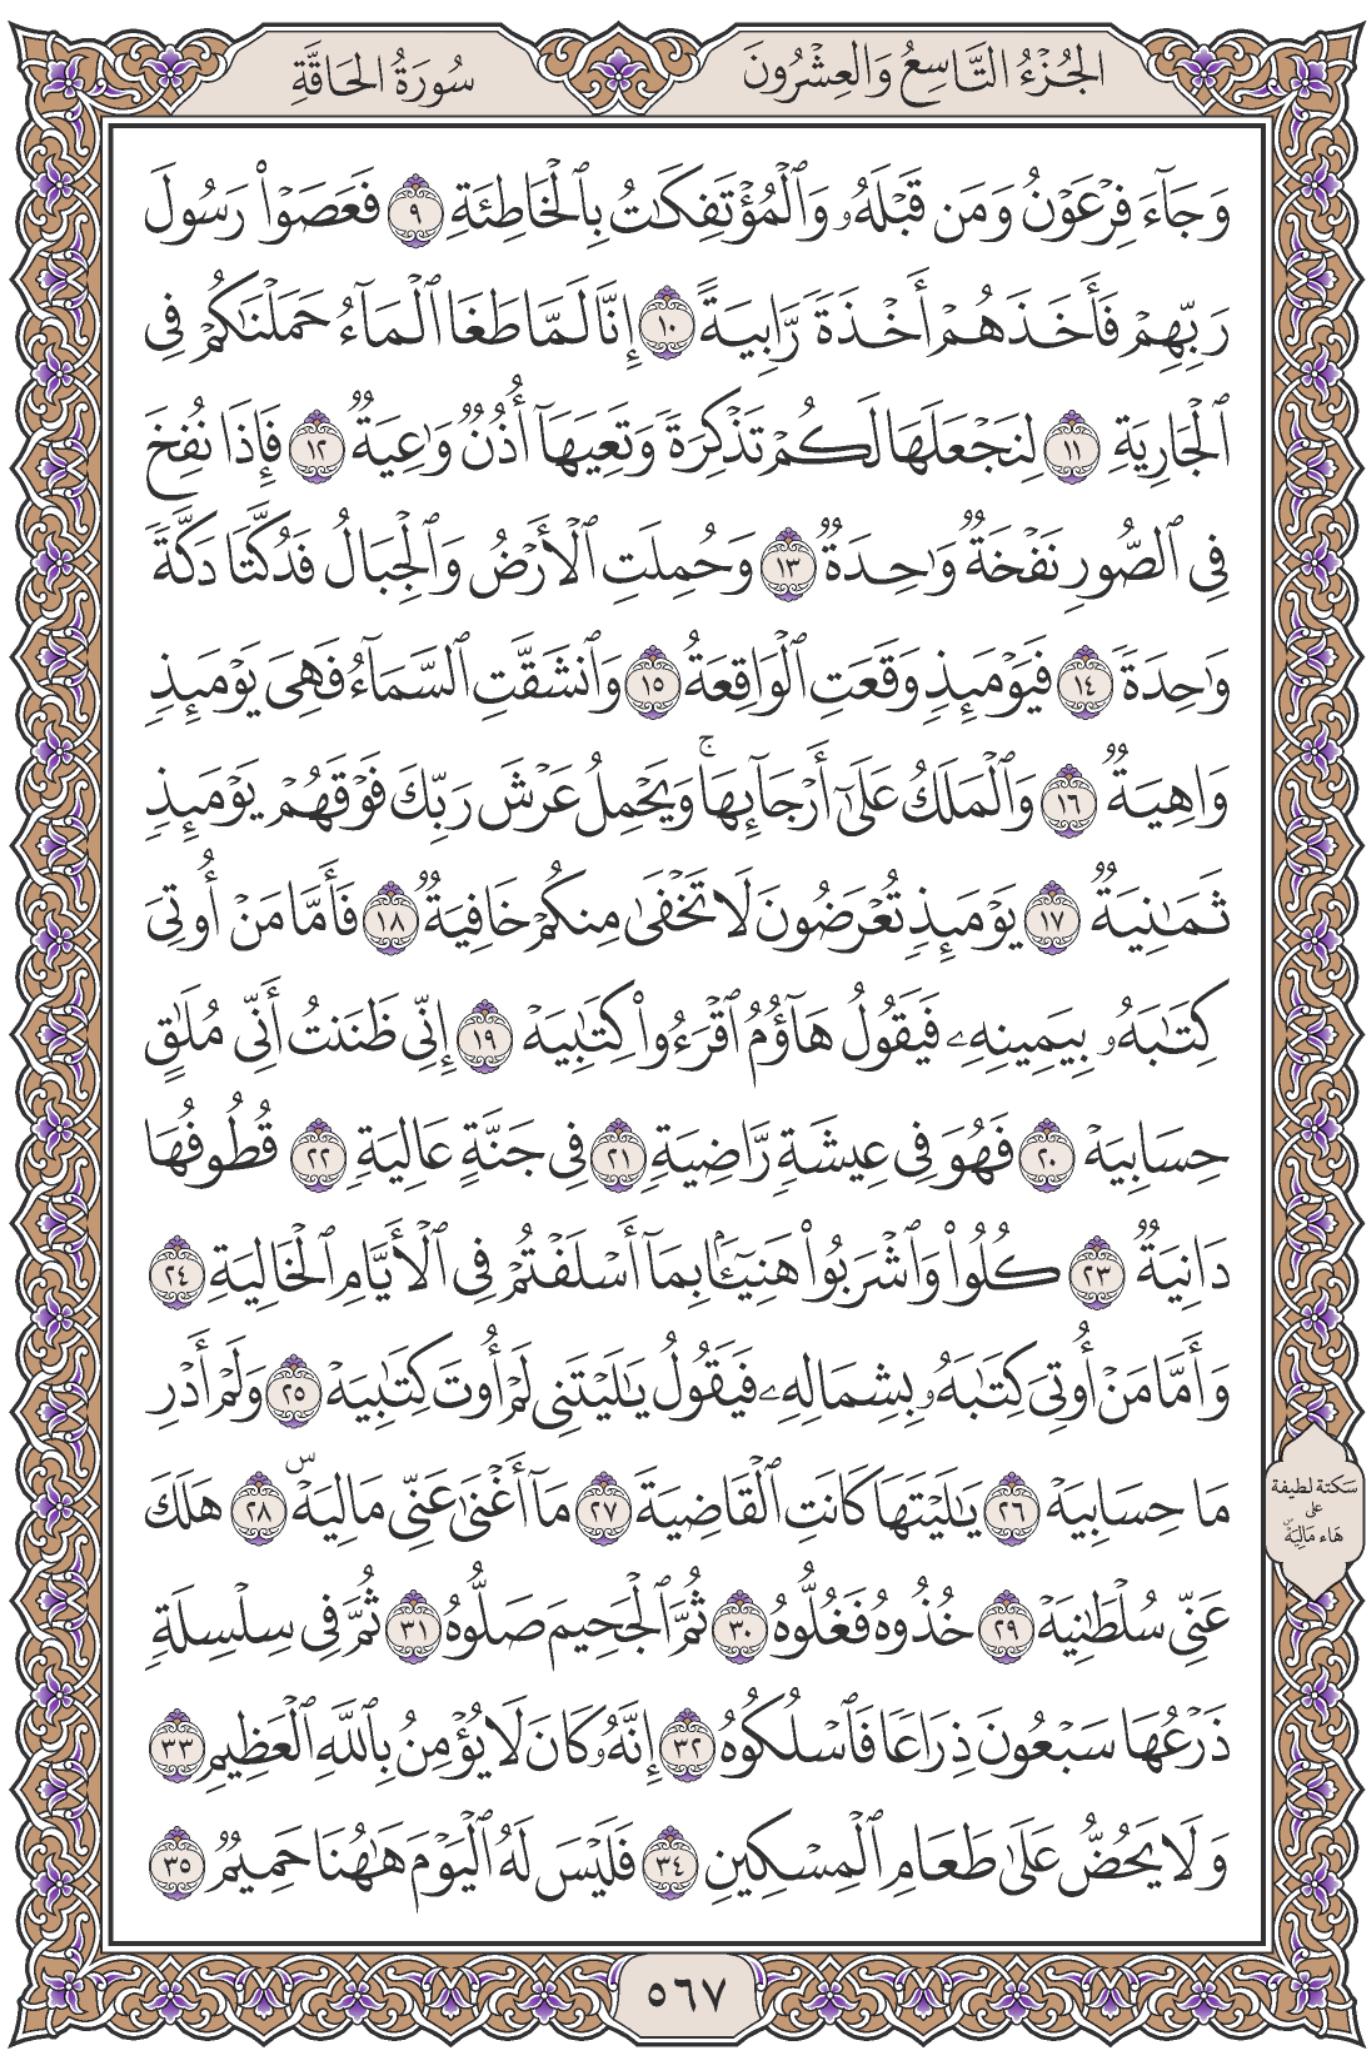 الجُزْءُ التَّاسِعُ وَالعِشْرُونَ
سُورَةُ الحَاقَّةِ
وَجَآءَ فِرْعَوْنُ وَمَن قَبْلَهُۥ وَٱلْمُؤْتَفِكَٰتُ بِٱلْخَاطِئَةِ ٩ فَعَصَوْا۟ رَسُولَ
رَبِّهِمْ فَأَخَذَهُمْ أَخْذَةً رَّابِيَةً ١٠ إِنَّا لَمَّا طَغَا ٱلْمَآءُ حَمَلْنَٰكُمْ فِى
ٱلْجَارِيَةِ ١١ لِنَجْعَلَهَا لَكُمْ تَذْكِرَةً وَتَعِيَهَآ أُذُنٌ وَٰعِيَةٌ ١٢ فَإِذَا نُفِخَ
فِى ٱلصُّورِ نَفْخَةٌ وَٰحِدَةٌ ١٣ وَحُمِلَتِ ٱلْأَرْضُ وَٱلْجِبَالُ فَدُكَّتَا دَكَّةً
وَٰحِدَةً ١٤ فَيَوْمَئِذٍ وَقَعَتِ ٱلْوَاقِعَةُ ١٥ وَٱنشَقَّتِ ٱلسَّمَآءُ فَهِىَ يَوْمَئِذٍ
وَاهِيَةٌ ١٦ وَٱلْمَلَكُ عَلَىٰٓ أَرْجَآئِهَا ۚ وَيَحْمِلُ عَرْشَ رَبِّكَ فَوْقَهُمْ يَوْمَئِذٍ
ثَمَٰنِيَةٌ ١٧ يَوْمَئِذٍ تُعْرَضُونَ لَا تَخْفَىٰ مِنكُمْ خَافِيَةٌ ١٨ فَأَمَّا مَنْ أُوتِىَ
كِتَٰبَهُۥ بِيَمِينِهِۦ فَيَقُولُ هَآؤُمُ ٱقْرَءُوا۟ كِتَٰبِيَهْ ١٩ إِنِّى ظَنَنتُ أَنِّى مُلَٰقٍ
حِسَابِيَهْ ٢٠ فَهُوَ فِى عِيشَةٍ رَّاضِيَةٍ ٢١ فِى جَنَّةٍ عَالِيَةٍ ٢٢ قُطُوفُهَا
دَانِيَةٌ ٢٣ كُلُوا۟ وَٱشْرَبُوا۟ هَنِيٓـَٔۢا بِمَآ أَسْلَفْتُمْ فِى ٱلْأَيَّامِ ٱلْخَالِيَةِ ٢٤
وَأَمَّا مَنْ أُوتِىَ كِتَٰبَهُۥ بِشِمَالِهِۦ فَيَقُولُ يَٰلَيْتَنِى لَمْ أُوتَ كِتَٰبِيَهْ ٢٥ وَلَمْ أَدْرِ
مَا حِسَابِيَهْ ٢٦ يَٰلَيْتَهَا كَانَتِ ٱلْقَاضِيَةَ ٢٧ مَآ أَغْنَىٰ عَنِّى مَالِيَهْ ۜ ٢٨ هَلَكَ
عَنِّى سُلْطَٰنِيَهْ ٢٩ خُذُوهُ فَغُلُّوهُ ٣٠ ثُمَّ ٱلْجَحِيمَ صَلُّوهُ ٣١ ثُمَّ فِى سِلْسِلَةٍ
ذَرْعُهَا سَبْعُونَ ذِرَاعًا فَٱسْلُكُوهُ ٣٢ إِنَّهُۥ كَانَ لَا يُؤْمِنُ بِٱللَّهِ ٱلْعَظِيمِ ٣٣
وَلَا يَحُضُّ عَلَىٰ طَعَامِ ٱلْمِسْكِينِ ٣٤ فَلَيْسَ لَهُ ٱلْيَوْمَ هَٰهُنَا حَمِيمٌ ٣٥
سَكتة لطيفة
على
هَاء مَالِيَهْۜ
٥٦٧